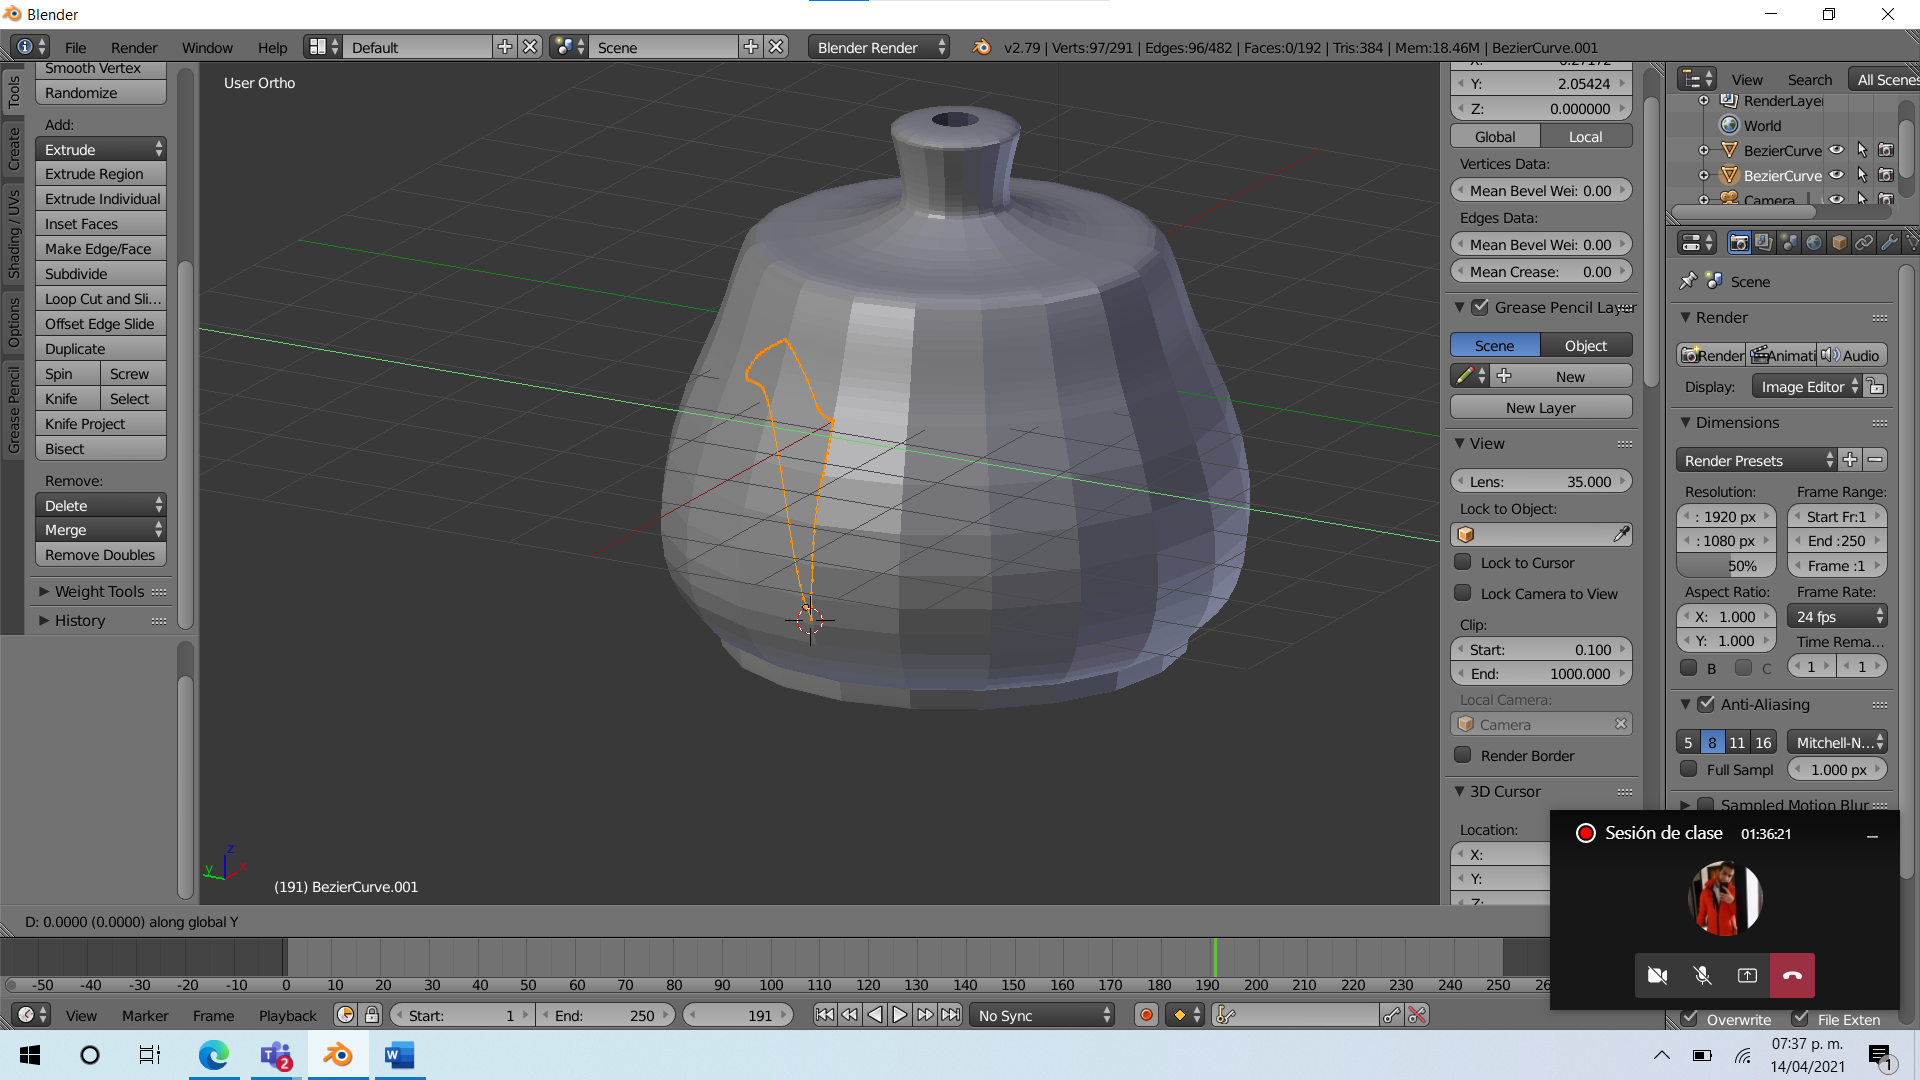 Blender
File Render Window Help Default Scene Blender Render v2.79 | Verts:97/291 | Edges:96/482 | Faces:0/192 | Tris:384 | Mem:18.46M | BezierCurve.001
Tools
Create
Shading / UVs
Options
Grease Pencil
Smooth Vertex
Randomize
Add:
Extrude
Extrude Region
Extrude Individual
Inset Faces
Make Edge/Face
Subdivide
Loop Cut and Sli...
Offset Edge Slide
Duplicate
Spin Screw
Knife Select
Knife Project
Bisect
Remove:
Delete
Merge
Remove Doubles
Weight Tools
History
User Ortho
z
y x
(191) BezierCurve.001
Y: 2.05424
Z: 0.000000
Global Local
Vertices Data:
Mean Bevel Wei: 0.00
Edges Data:
Mean Bevel Wei: 0.00
Mean Crease: 0.00
Grease Pencil Layer
Scene Object
New
New Layer
View
Lens: 35.000
Lock to Object:
Lock to Cursor
Lock Camera to View
Clip:
Start: 0.100
End: 1000.000
Local Camera:
Camera
Render Border
3D Cursor
Location:
X:
Y:
Z:
View Search All Scenes
RenderLayer
World
BezierCurve
BezierCurve
Camera
Scene
Render
Render Animati Audio
Display: Image Editor
Dimensions
Render Presets
Resolution: Frame Range:
: 1920 px Start Fr:1
: 1080 px End :250
50% Frame :1
Aspect Ratio: Frame Rate:
X: 1.000 24 fps
Y: 1.000 Time Rema...
B C 1 1
Anti-Aliasing
5 8 11 16 Mitchell-N...
Full Sampl 1.000 px
Sampled Motion Blur
Sesión de clase 01:36:21
Overwrite File Exten
D: 0.0000 (0.0000) along global Y
-50 -40 -30 -20 -10 0 10 20 30 40 50 60 70 80 90 100 110 120 130 140 150 160 170 180 190 200 210 220 230 240 250
View Marker Frame Playback Start: 1 End: 250 191 No Sync
2
07:37 p. m.
14/04/2021
1